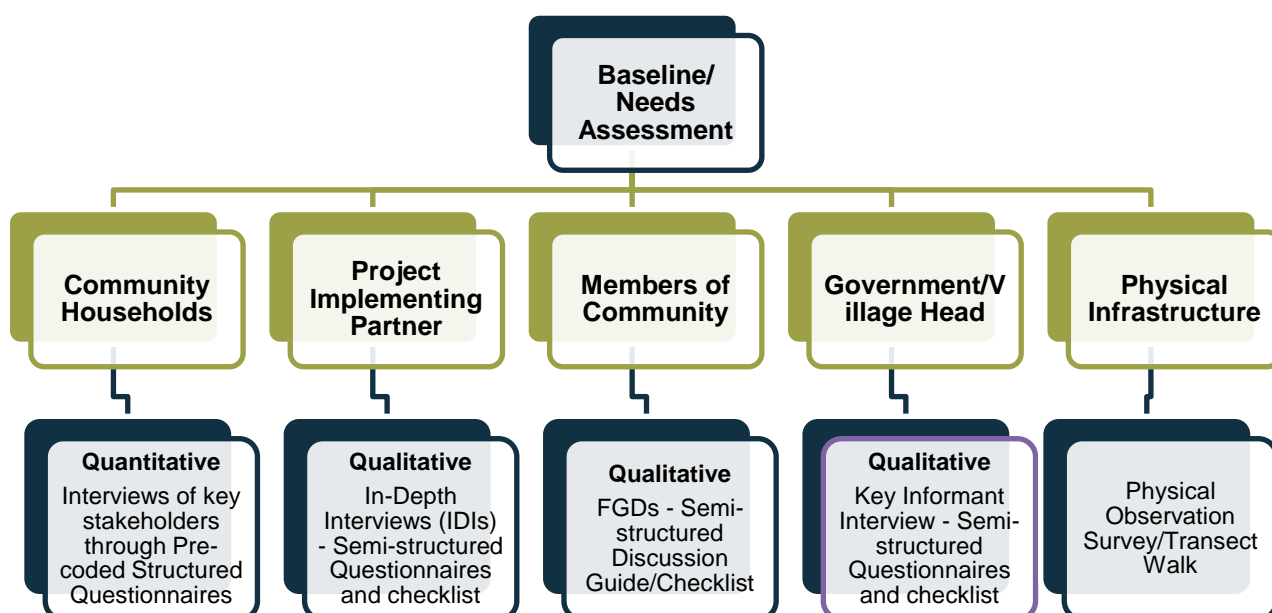 Baseline/
Needs
Assessment
Community
Households
Project
Implementing
Partner
Members of
Community
Government/V
illage Head
Physical
Infrastructure
Quantitative
Interviews of key
stakeholders
through Pre-
coded Structured
Questionnaires
Qualitative
In-Depth
Interviews (IDIs)
- Semi-structured
Questionnaires
and checklist
Qualitative
FGDs - Semi-
structured
Discussion
Guide/Checklist
Qualitative
Key Informant
Interview - Semi-
structured
Questionnaires
and checklist
Physical
Observation
Survey/Transect
Walk